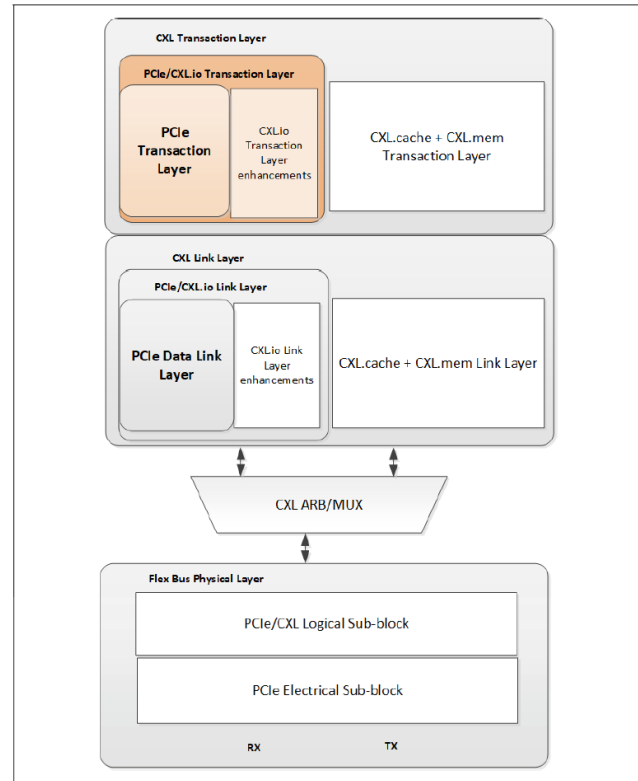 CXL Transaction Layer
PCIe/CXL.io Transaction Layer
PCIe
Transaction
Layer
CXL.io
Transaction
Layer
enhancements
CXL.cache + CXL.mem
Transaction Layer
CXL Link Layer
PCIe/CXL.io Link Layer
PCIe Data Link
Layer
CXL.io Link
Layer
enhancements
CXL.cache + CXL.mem Link Layer
CXL ARB/MUX
Flex Bus Physical Layer
PCIe/CXL Logical Sub-block
PCIe Electrical Sub-block
RX
TX